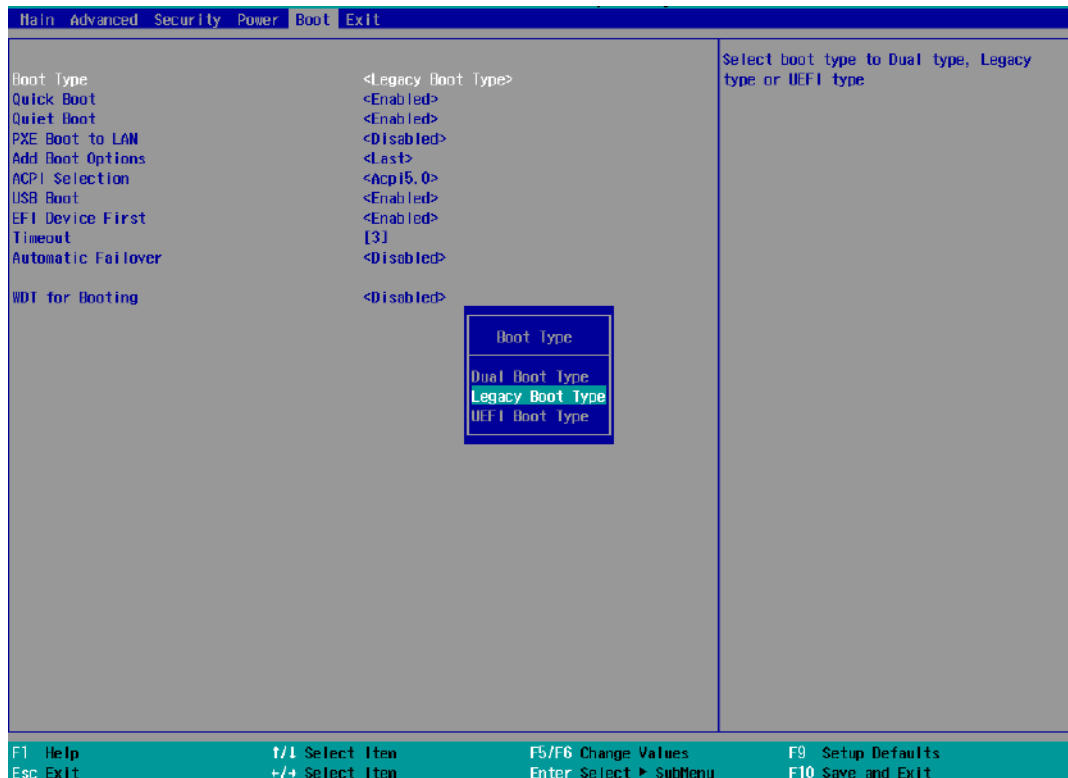 Main Advanced Security Power Boot Exit
Boot Type <Legacy Boot Type>
Quick Boot <Enabled>
Quiet Boot <Enabled>
PXE Boot to LAN <Disabled>
Add Boot Options <Last>
ACPI Selection <Acpi5.0>
USB Boot <Enabled>
EFI Device First <Enabled>
Timeout [3]
Automatic Failover <Disabled>
WDT for Booting <Disabled>
Select boot type to Dual type, Legacy
type or UEFI type
Boot Type
Dual Boot Type
Legacy Boot Type
UEFI Boot Type
F1 Help ↑/↓ Select Item F5/F6 Change Values F9 Setup Defaults
Esc Exit ←/→ Select Item Enter Select ▶ SubMenu F10 Save and Exit